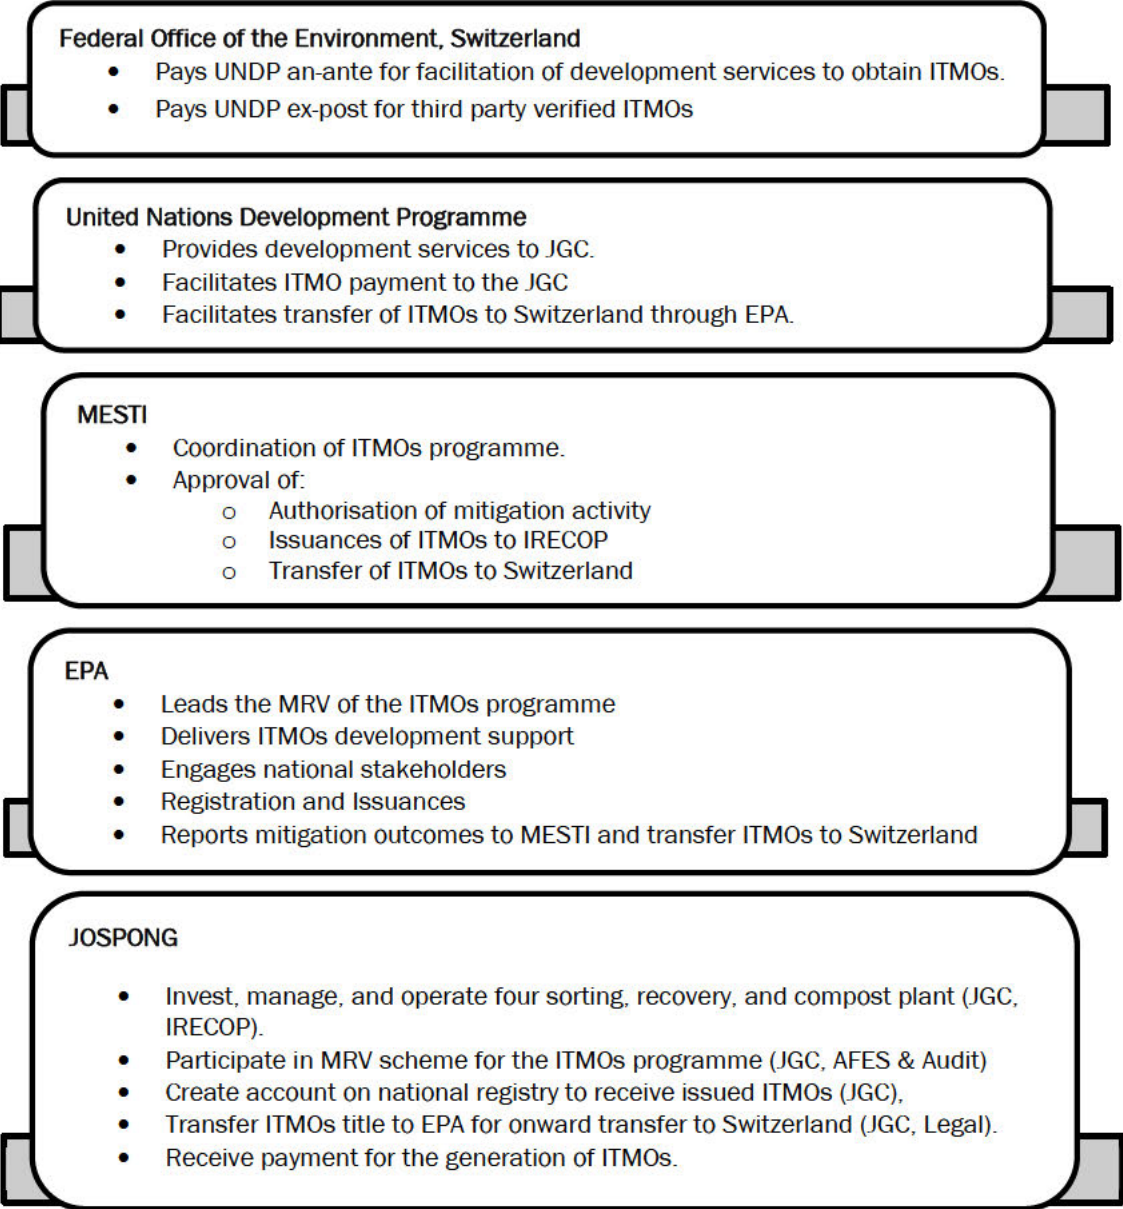 Federal Office of the Environment, Switzerland
• Pays UNDP an-ante for facilitation of development services to obtain ITMOs.
• Pays UNDP ex-post for third party verified ITMOs
United Nations Development Programme
• Provides development services to JGC.
• Facilitates ITMO payment to the JGC
• Facilitates transfer of ITMOs to Switzerland through EPA.
MESTI
• Coordination of ITMOs programme.
• Approval of:
o Authorisation of mitigation activity
o Issuances of ITMOs to IRECOP
o Transfer of ITMOs to Switzerland
EPA
• Leads the MRV of the ITMOs programme
• Delivers ITMOs development support
• Engages national stakeholders
• Registration and Issuances
• Reports mitigation outcomes to MESTI and transfer ITMOs to Switzerland
JOSPONG
• Invest, manage, and operate four sorting, recovery, and compost plant (JGC,
IRECOP).
• Participate in MRV scheme for the ITMOs programme (JGC, AFES & Audit)
• Create account on national registry to receive issued ITMOs (JGC),
• Transfer ITMOs title to EPA for onward transfer to Switzerland (JGC, Legal).
• Receive payment for the generation of ITMOs.